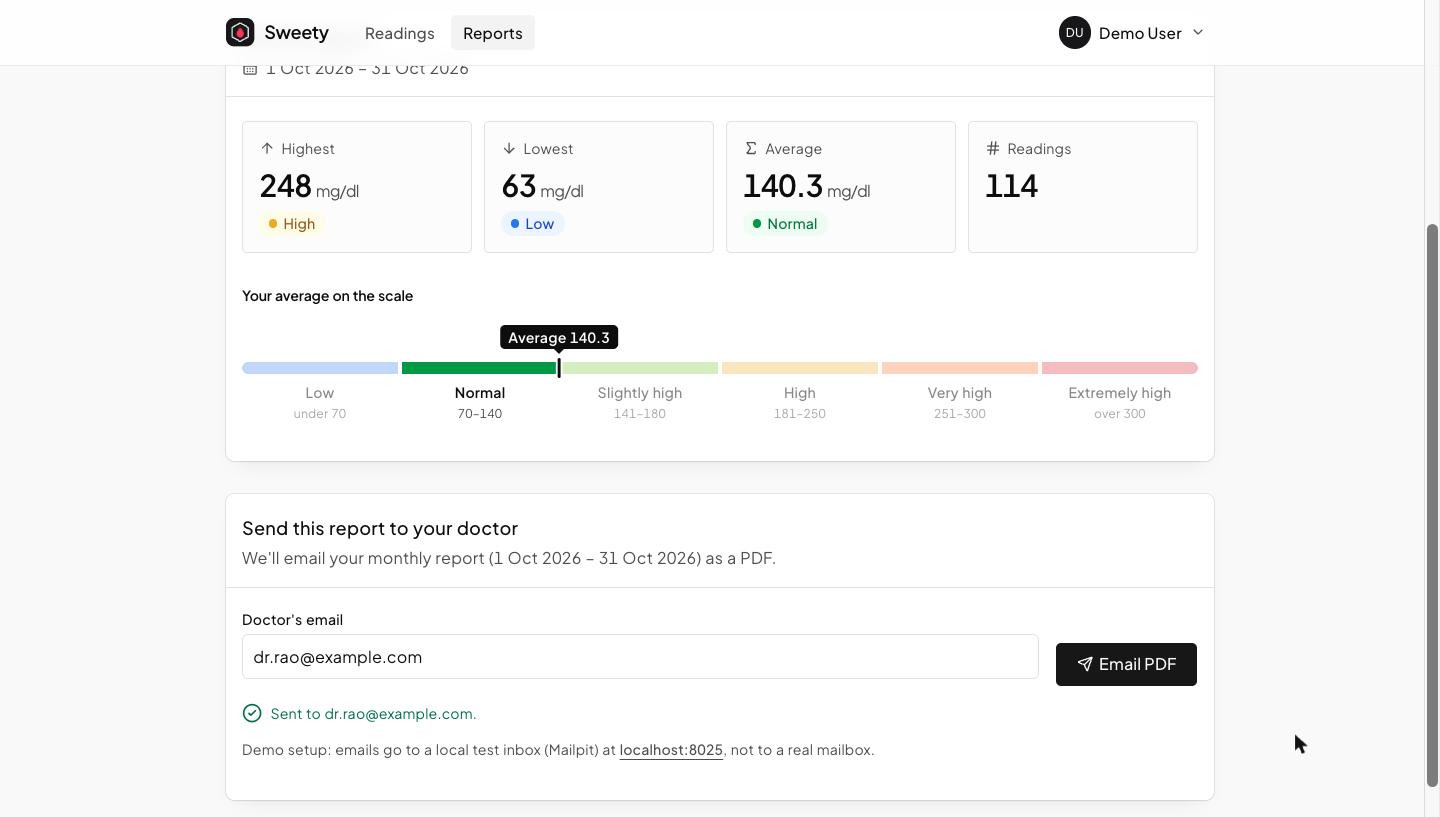 Sweety
Readings
Reports
DU
Demo User
1 Oct 2026 – 31 Oct 2026
Highest
248 mg/dl
High
Lowest
63 mg/dl
Low
Average
140.3 mg/dl
Normal
Readings
114
Your average on the scale
Average 140.3
Low
under 70
Normal
70–140
Slightly high
141–180
High
181–250
Very high
251–300
Extremely high
over 300
Send this report to your doctor
We'll email your monthly report (1 Oct 2026 – 31 Oct 2026) as a PDF.
Doctor's email
dr.rao@example.com
Email PDF
Sent to dr.rao@example.com.
Demo setup: emails go to a local test inbox (Mailpit) at localhost:8025, not to a real mailbox.